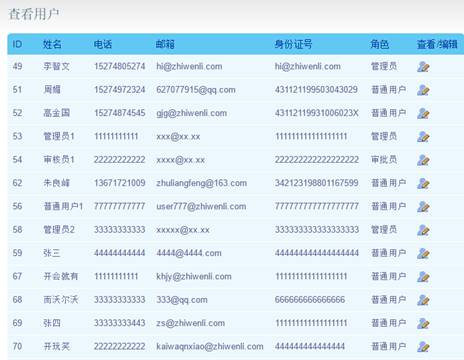 查看用户
ID 姓名 电话 邮箱 身份证号 角色 查看/编辑
49 李智文 15274805274 hi@zhiwenli.com hi@zhiwenli.com 管理员
51 周媚 15274972324 627077915@qq.com 431121199503043029 普通用户
52 高金国 15274874545 gjg@zhiwenli.com 43112119931006023X 普通用户
53 管理员1 11111111111 xxx@xx.xx 111111111111111111 管理员
54 审核员1 22222222222 xxxx@xx.xx 222222222222222222 审批员
62 朱良峰 13671721009 zhuliangfeng@163.com 342123198801167599 普通用户
56 普通用户1 77777777777 user777@zhiwenli.com 777777777777777777 普通用户
58 管理员2 33333333333 xxxxx@xx.xx 333333333333333333 管理员
59 张三 44444444444 4444@4444.com 444444444444444444 普通用户
67 开会就有 11111111111 khjy@zhiwenli.com 111111111111111111 普通用户
68 而沃尔沃 33333333333 333@qq.com 666666666666666 普通用户
69 张四 33333333443 zs@zhiwenli.com 111111111111111111 普通用户
70 开玩笑 22222222222 kaiwaqnxiao@zhiwenli.com 444444444444444 普通用户